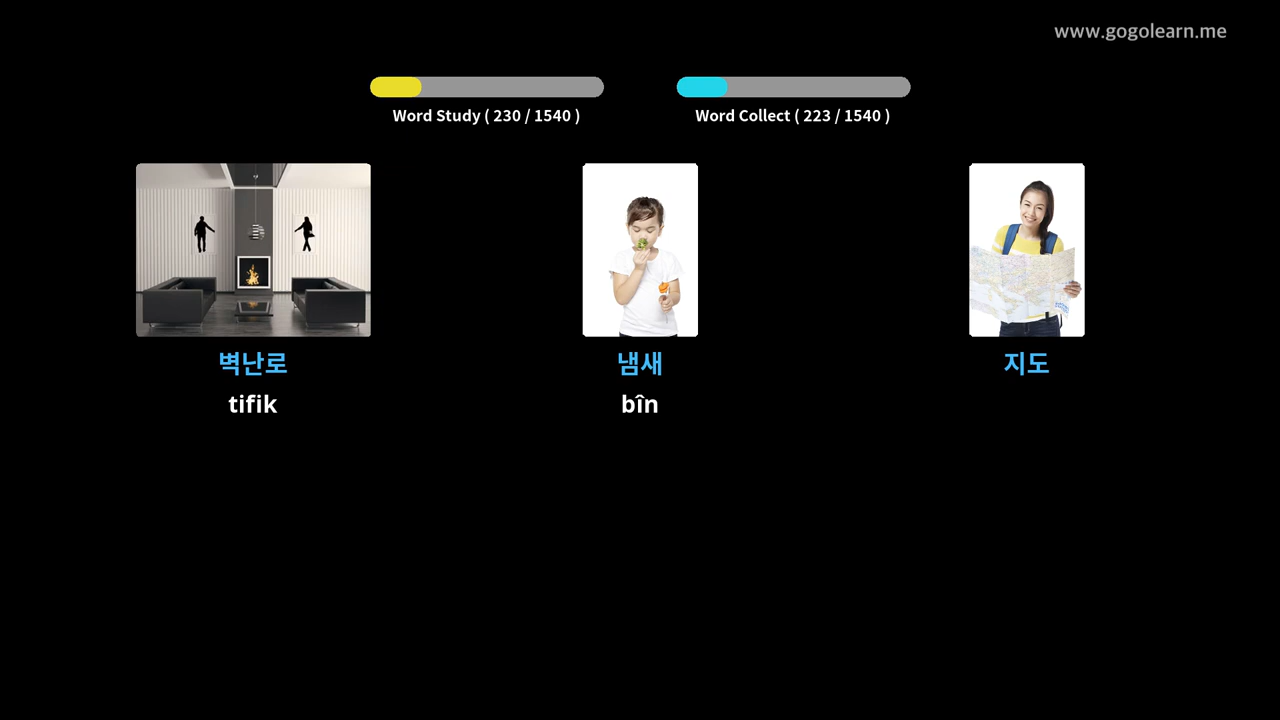 www.gogolearn.me
Word Study ( 230 / 1540 )
Word Collect ( 223 / 1540 )
벽난로
냄새
지도
tifik
bîn